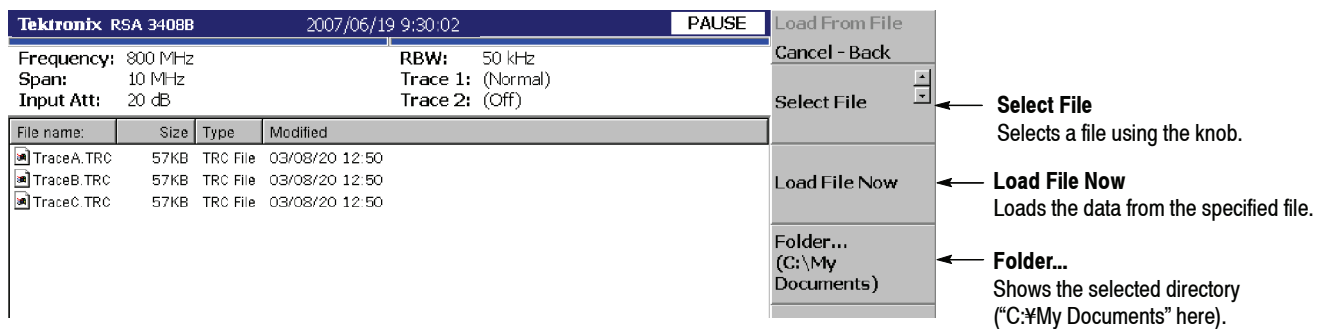 Tektronix RSA 3408B 2007/06/19 9:30:02 PAUSE
Frequency: 800 MHz RBW: 50 kHz
Span: 10 MHz Trace 1: (Normal)
Input Att: 20 dB Trace 2: (Off)
File name: Size Type Modified
TraceA.TRC 57KB TRC File 03/08/20 12:50
TraceB.TRC 57KB TRC File 03/08/20 12:50
TraceC.TRC 57KB TRC File 03/08/20 12:50
Load From File
Cancel - Back
Select File
Load File Now
Folder...
(C:\My
Documents)
Select File
Selects a file using the knob.
Load File Now
Loads the data from the specified file.
Folder...
Shows the selected directory
(“C:¥My Documents” here).